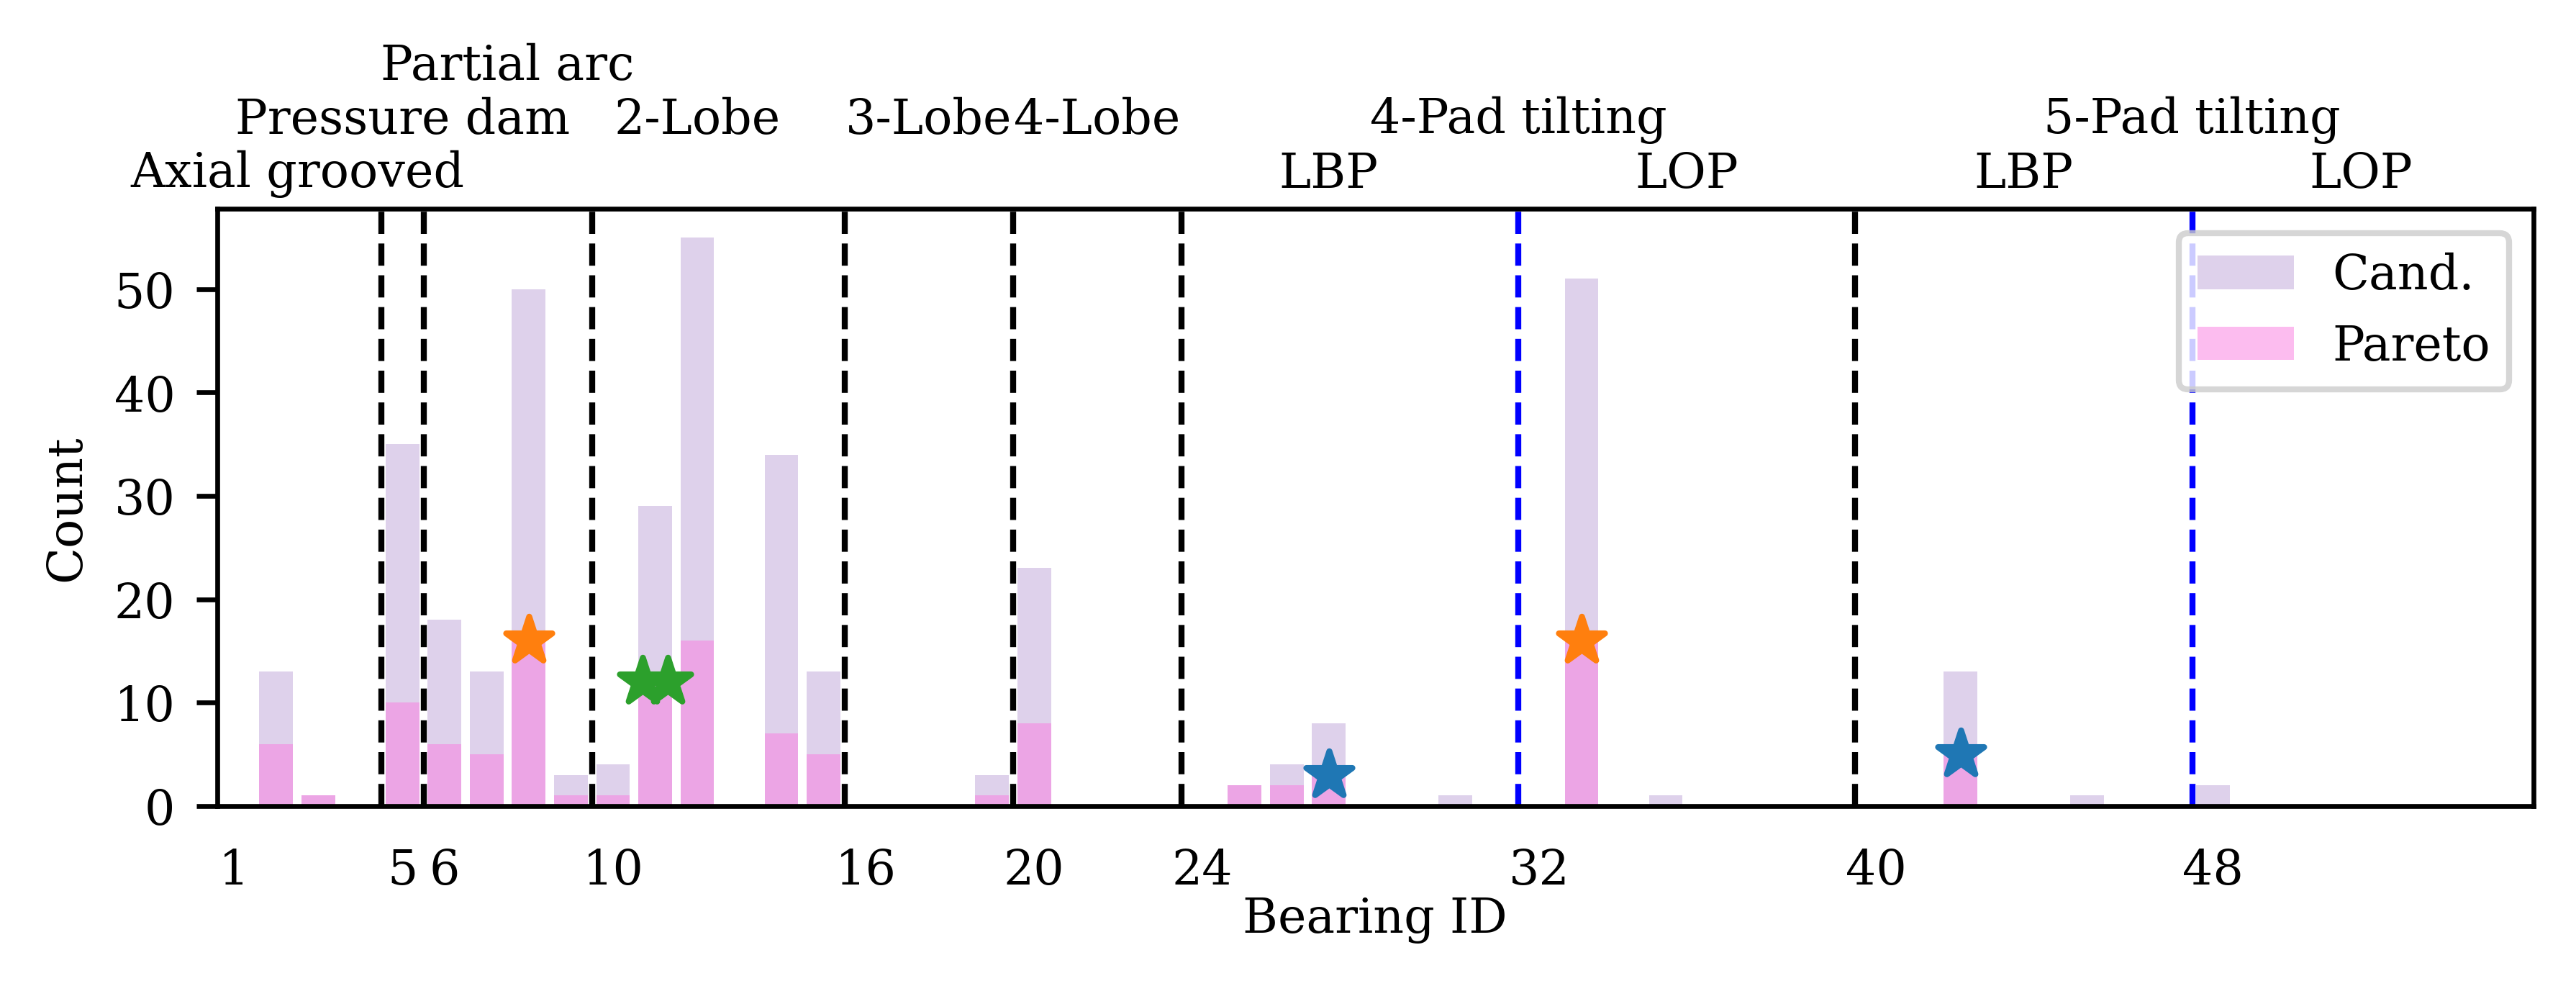 Partial arc
Pressure dam 2-Lobe 3-Lobe 4-Lobe 4-Pad tilting 5-Pad tilting
Axial grooved LBP LOP LBP LOP
Cand.
Pareto
50
40
30
20
10
0
Count
1 5 6 10 16 20 24 32 40 48
Bearing ID